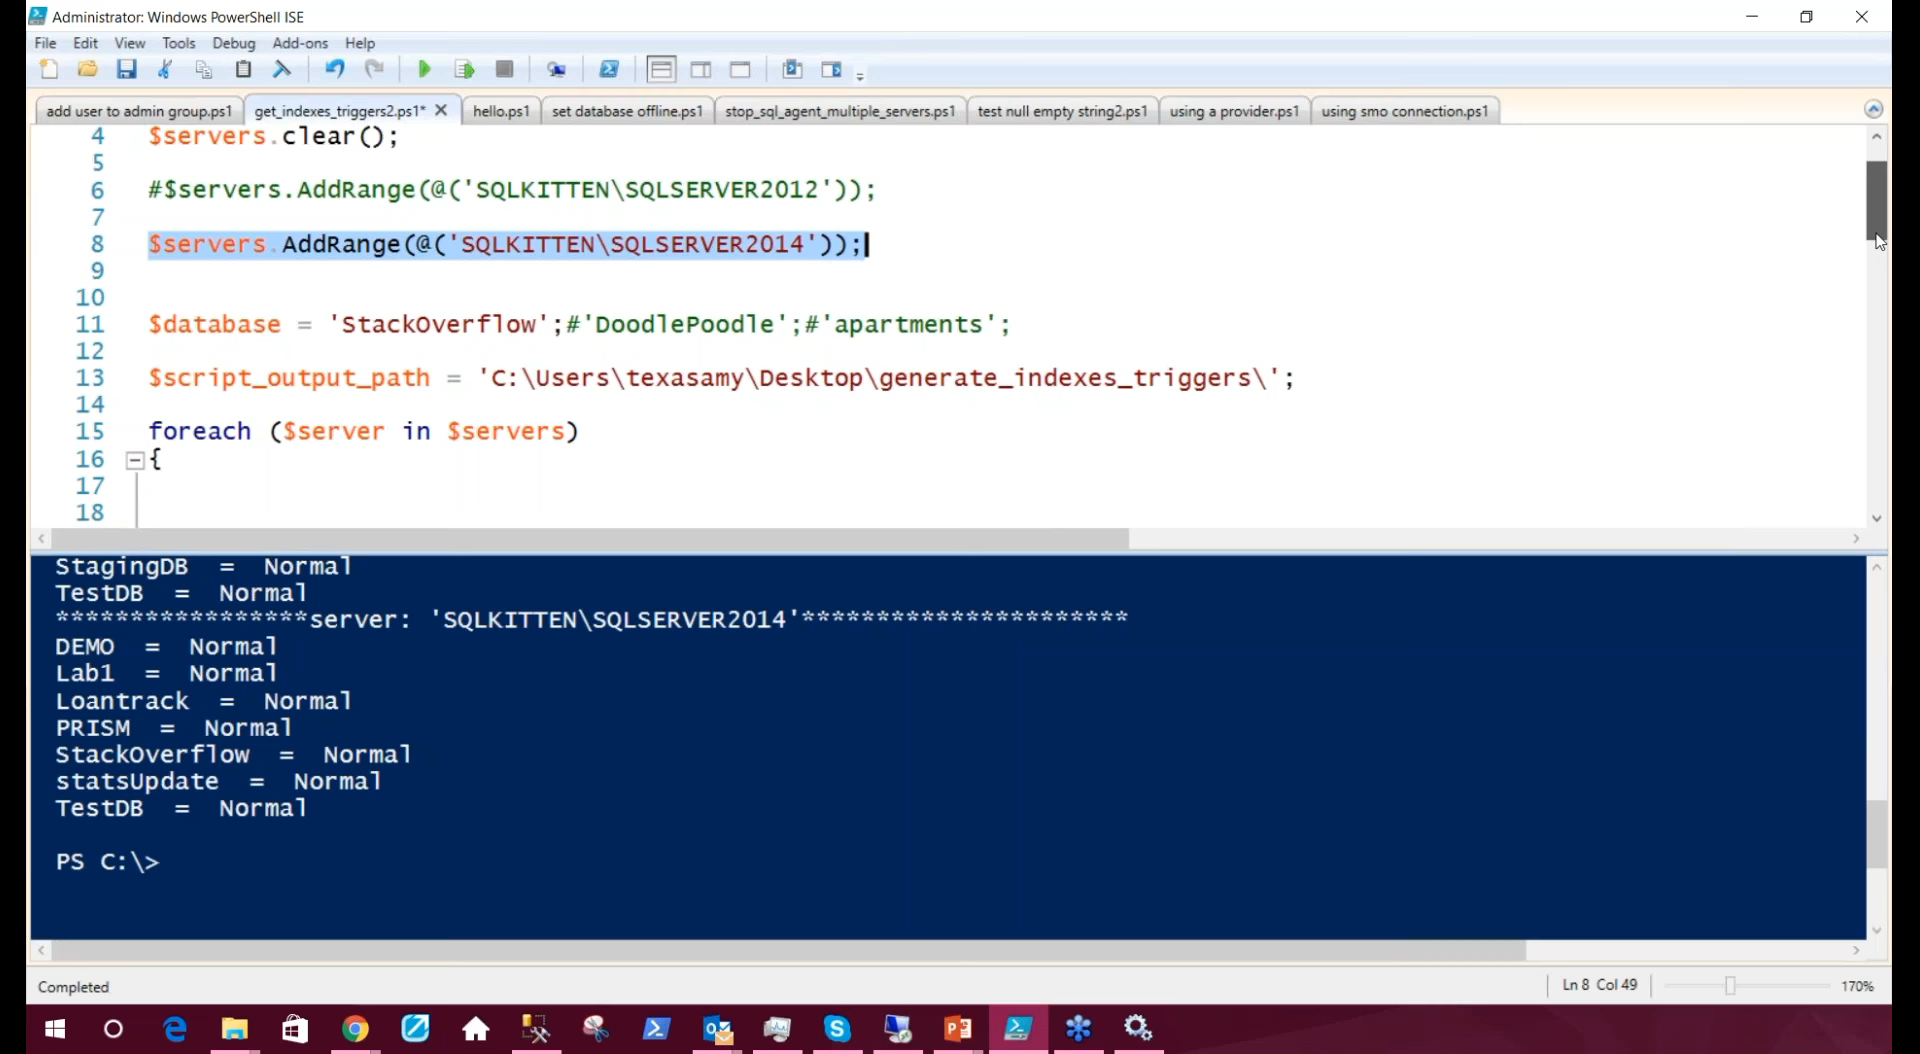 Administrator: Windows PowerShell ISE
File Edit View Tools Debug Add-ons Help
add user to admin group.ps1 get_indexes_triggers2.ps1* hello.ps1 set database offline.ps1 stop_sql_agent_multiple_servers.ps1 test null empty string2.ps1 using a provider.ps1 using smo connection.ps1
4 $servers.clear();
5
6 #$servers.AddRange(@('SQLKITTEN\SQLSERVER2012'));
7
8 $servers.AddRange(@('SQLKITTEN\SQLSERVER2014'));
9
10
11 $database = 'StackOverflow';#'DoodlePoodle';#'apartments';
12
13 $script_output_path = 'C:\Users\texasamy\Desktop\generate_indexes_triggers\';
14
15 foreach ($server in $servers)
16 {
17
18
StagingDB = Normal
TestDB = Normal
*****************server: 'SQLKITTEN\SQLSERVER2014'**********************
DEMO = Normal
Lab1 = Normal
Loantrack = Normal
PRISM = Normal
StackOverflow = Normal
statsUpdate = Normal
TestDB = Normal
PS C:\>
Completed Ln 8 Col 49 170%